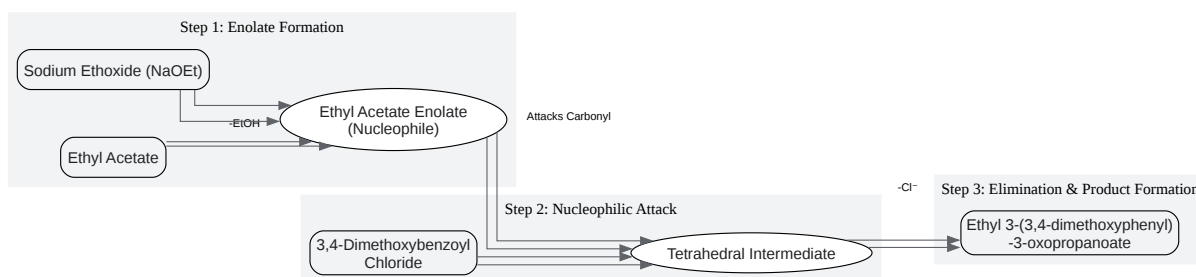 Step 1: Enolate Formation
Sodium Ethoxide (NaOEt)
-EtOH
Ethyl Acetate Enolate
(Nucleophile)
Attacks Carbonyl
Ethyl Acetate
Step 2: Nucleophilic Attack
3,4-Dimethoxybenzoyl
Chloride
Tetrahedral Intermediate
-Cl⁻
Step 3: Elimination & Product Formation
Ethyl 3-(3,4-dimethoxyphenyl)
-3-oxopropanoate